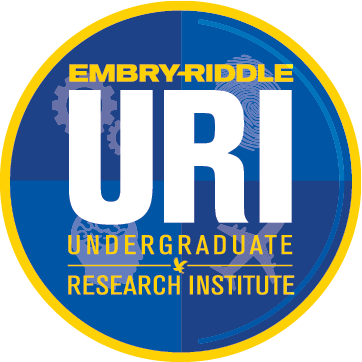 EMBRY-RIDDLE
URI
UNDERGRADUATE
RESEARCH INSTITUTE